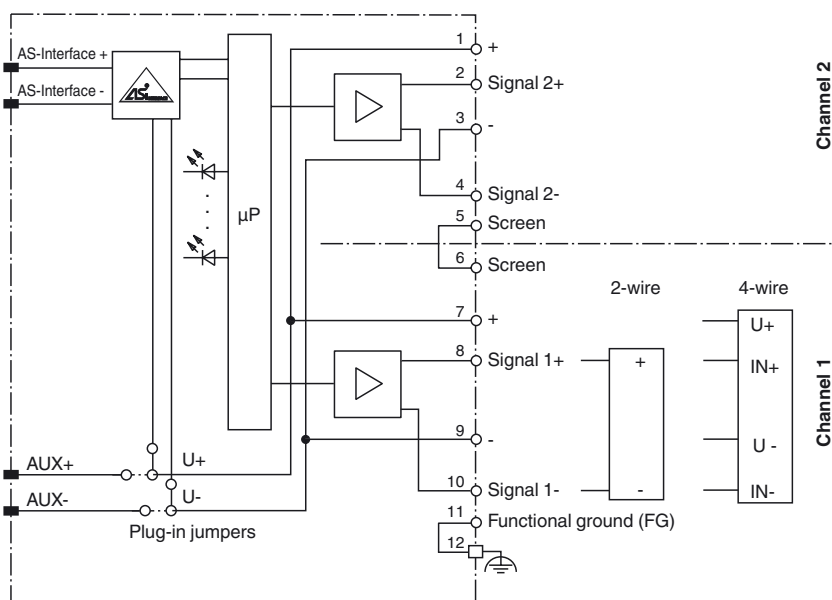 AS-Interface +
AS-Interface -
ASi
µP
1 +
2 Signal 2+
3 -
4 Signal 2-
5 Screen
6 Screen
Channel 2
2-wire
4-wire
7 +
8 Signal 1+
9 -
10 Signal 1-
11 Functional ground (FG)
12
+
-
U+
IN+
U -
IN-
Channel 1
AUX+
U+
AUX-
U-
Plug-in jumpers